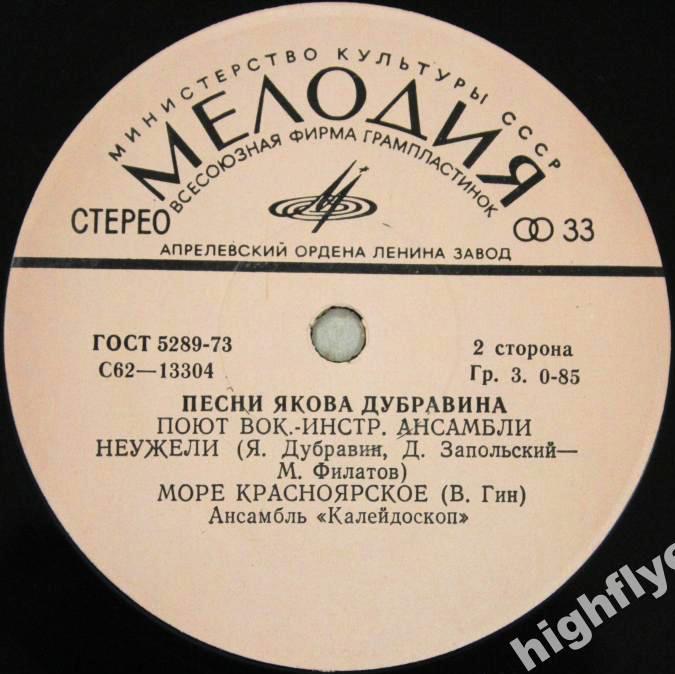 МИНИСТЕРСТВО КУЛЬТУРЫ СССР
МЕЛОДИЯ
ВСЕСОЮЗНАЯ ФИРМА ГРАМПЛАСТИНОК
СТЕРЕО
33
АПРЕЛЕВСКИЙ ОРДЕНА ЛЕНИНА ЗАВОД
ГОСТ 5289-73
2 сторона
С62—13304
Гр. 3. 0-85
ПЕСНИ ЯКОВА ДУБРАВИНА
ПОЮТ ВОК.-ИНСТР. АНСАМБЛИ
НЕУЖЕЛИ (Я. Дубравин, Д. Запольский—
М. Филатов)
МОРЕ КРАСНОЯРСКОЕ (В. Гин)
Ансамбль «Калейдоскоп»